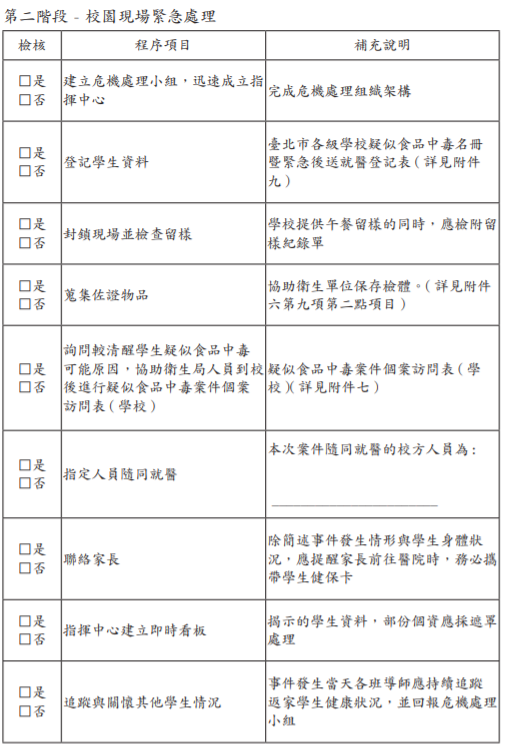 第二階段 - 校園現場緊急處理
檢核 程序項目 補充說明
□是
□否
建立危機處理小組，迅速成立指
揮中心
完成危機處理組織架構
□是
□否
登記學生資料
臺北市各級學校疑似食品中毒名冊
暨緊急後送就醫登記表(詳見附件
九)
□是
□否
封鎖現場並檢查留樣
學校提供午餐留樣的同時，應檢附留
樣紀錄單
□是
□否
蒐集佐證物品
協助衛生單位保存檢體。(詳見附件
六第九項第二點項目)
□是
□否
詢問較清醒學生疑似食品中毒
可能原因，協助衛生局人員到校
後進行疑似食品中毒案件個案
訪問表(學校)
疑似食品中毒案件個案訪問表(學
校)(詳見附件七)
□是
□否
指定人員隨同就醫
本次案件隨同就醫的校方人員為：
____________________
□是
□否
聯絡家長
除簡述事件發生情形與學生身體狀
況，應提醒家長前往醫院時，務必攜
帶學生健保卡
□是
□否
指揮中心建立即時看板
揭示的學生資料，部份個資應採遮罩
處理
□是
□否
追蹤與關懷其他學生情況
事件發生當天各班導師應持續追蹤
返家學生健康狀況，並回報危機處理
小組